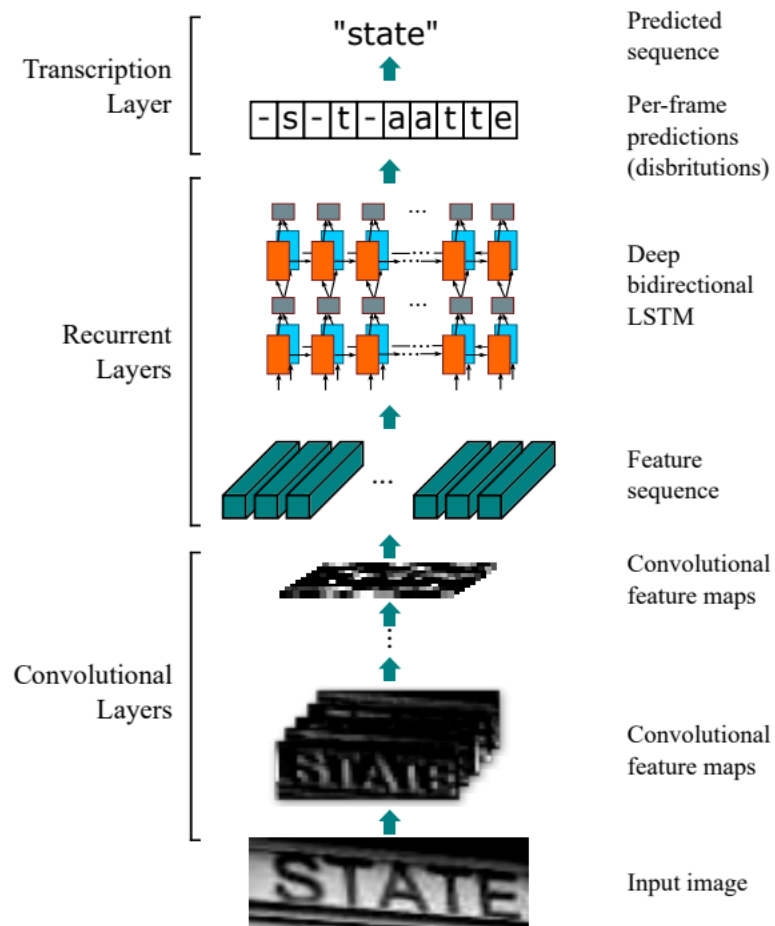 "state"
Predicted
sequence
Transcription
Layer
-s-t-aatte
Per-frame
predictions
(disbritutions)
Recurrent
Layers
...
...
Deep
bidirectional
LSTM
...
...
...
Feature
sequence
Convolutional
Layers
Convolutional
feature maps
...
STATE
Convolutional
feature maps
STATE
Input image